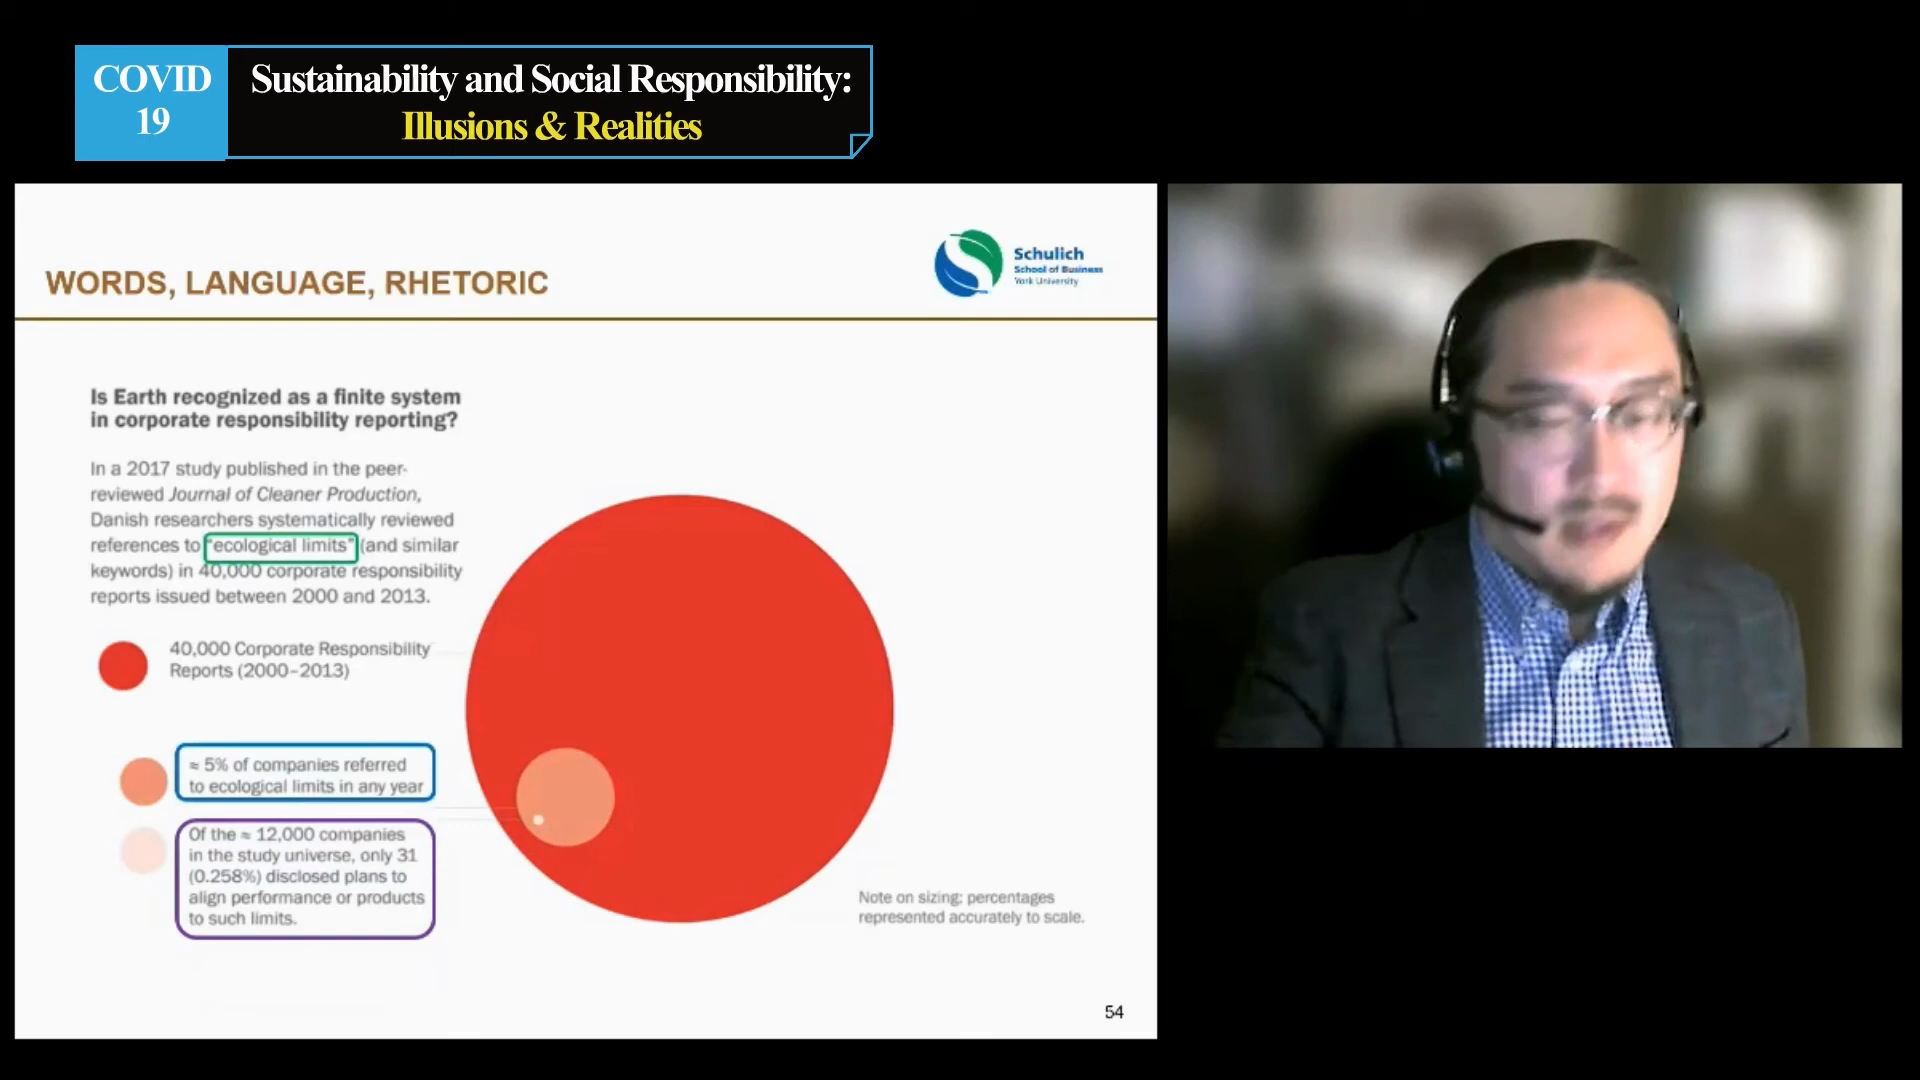 COVID
19
Sustainability and Social Responsibility:
Illusions & Realities
WORDS, LANGUAGE, RHETORIC
Schulich
School of Business
York University
Is Earth recognized as a finite system
in corporate responsibility reporting?
In a 2017 study published in the peer-
reviewed Journal of Cleaner Production,
Danish researchers systematically reviewed
references to "ecological limits" (and similar
keywords) in 40,000 corporate responsibility
reports issued between 2000 and 2013.
40,000 Corporate Responsibility
Reports (2000–2013)
≈ 5% of companies referred
to ecological limits in any year
Of the ≈ 12,000 companies
in the study universe, only 31
(0.258%) disclosed plans to
align performance or products
to such limits.
Note on sizing: percentages
represented accurately to scale.
54